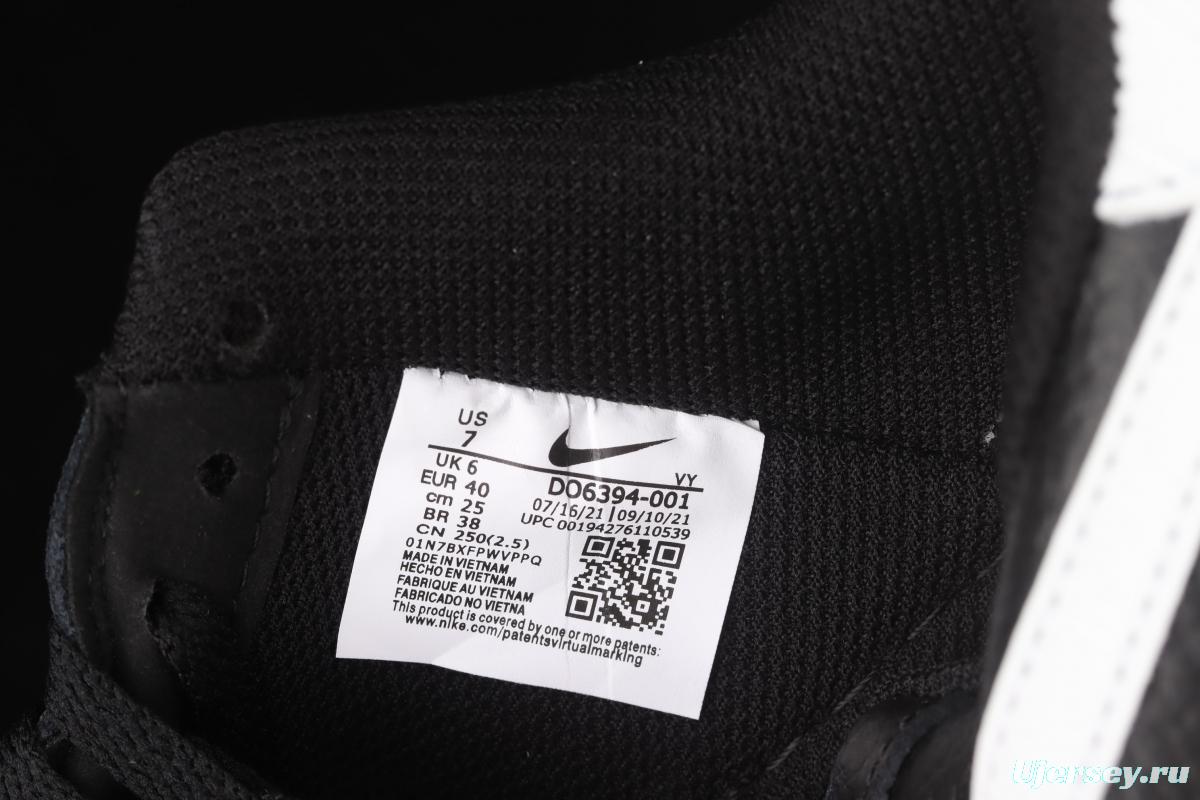 US
7
UK 6
EUR 40
cm 25
BR 38
CN 250(2.5)
VY
DO6394-001
07/16/21 | 09/10/21
UPC 00194276110539
01N7BXFPWVPPQ
MADE IN VIETNAM
HECHO EN VIETNAM
FABRIQUE AU VIETNAM
FABRICADO NO VIETNA
This product is covered by one or more patents:
www.nike.com/patentsvirtualmarking
Ujersey.ru